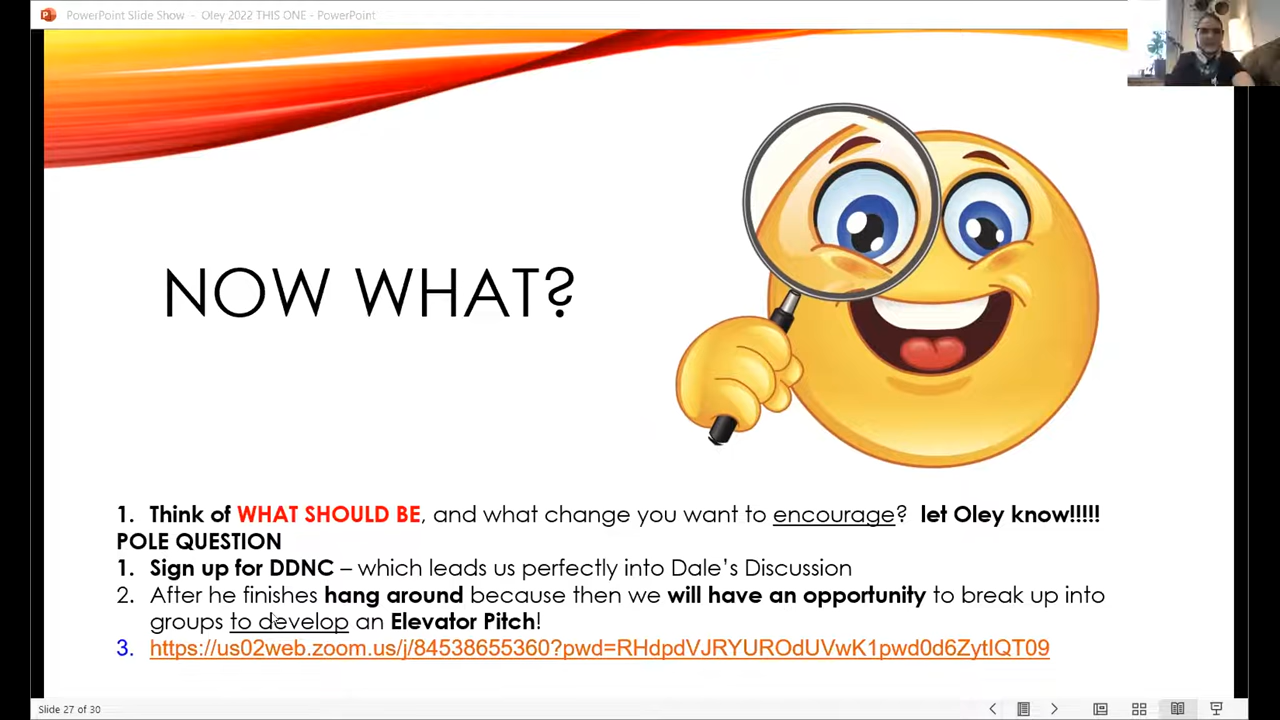 PowerPoint Slide Show - Oley 2022 THIS ONE - PowerPoint
NOW WHAT?
1. Think of WHAT SHOULD BE, and what change you want to encourage? let Oley know!!!!!
POLE QUESTION
1. Sign up for DDNC – which leads us perfectly into Dale's Discussion
2. After he finishes hang around because then we will have an opportunity to break up into
groups to develop an Elevator Pitch!
3. https://us02web.zoom.us/j/84538655360?pwd=RHdpdVJRYUROdUVwK1pwd0d6ZytIQT09
Slide 27 of 30